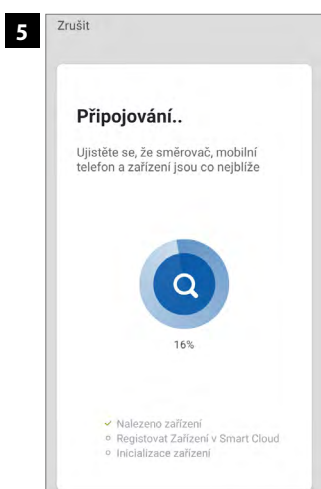 5
Zrušit
Připojování..
Ujistěte se, že směrovač, mobilní
telefon a zařízení jsou co nejblíže
16%
Nalezeno zařízení
Registovat Zařízení v Smart Cloud
Inicializace zařízení